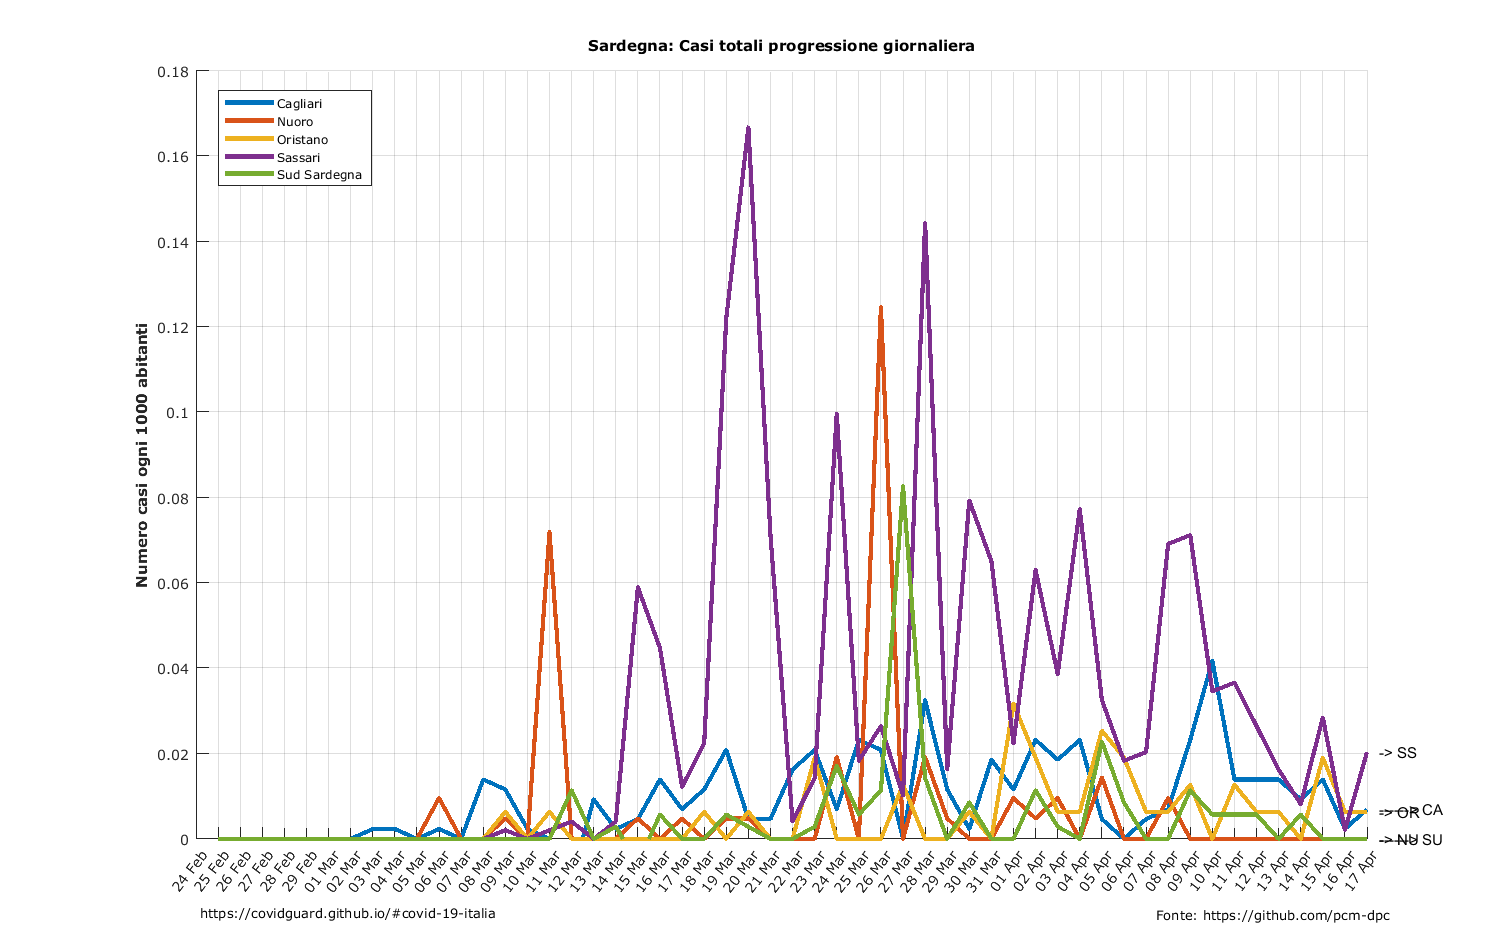 Sardegna: Casi totali progressione giornaliera
Numero casi ogni 1000 abitanti
0.18
0.16
0.14
0.12
0.1
0.08
0.06
0.04
0.02
0
Cagliari
Nuoro
Oristano
Sassari
Sud Sardegna
-> SS
-> CA
-> OR
-> NU
SU
24 Feb
25 Feb
26 Feb
27 Feb
28 Feb
29 Feb
01 Mar
02 Mar
03 Mar
04 Mar
05 Mar
06 Mar
07 Mar
08 Mar
09 Mar
10 Mar
11 Mar
12 Mar
13 Mar
14 Mar
15 Mar
16 Mar
17 Mar
18 Mar
19 Mar
20 Mar
21 Mar
22 Mar
23 Mar
24 Mar
25 Mar
26 Mar
27 Mar
28 Mar
29 Mar
30 Mar
31 Mar
01 Apr
02 Apr
03 Apr
04 Apr
05 Apr
06 Apr
07 Apr
08 Apr
09 Apr
10 Apr
11 Apr
12 Apr
13 Apr
14 Apr
15 Apr
16 Apr
17 Apr
https://covidguard.github.io/#covid-19-italia
Fonte: https://github.com/pcm-dpc